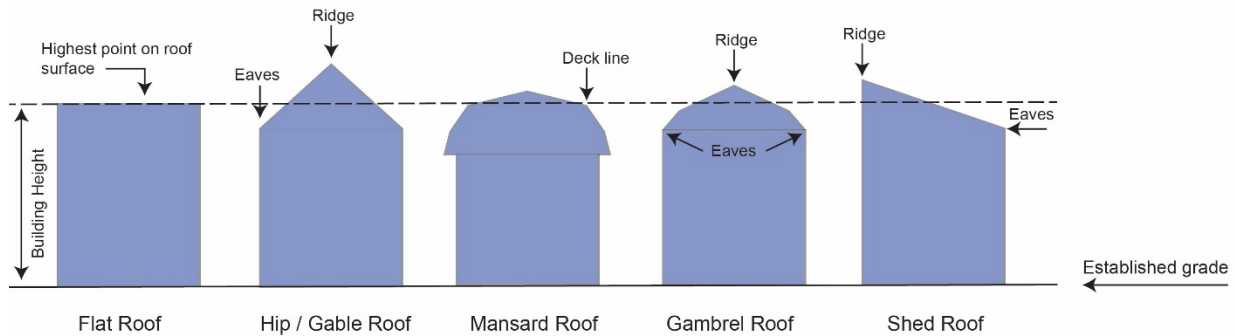 Ridge
Highest point on roof
surface
Eaves
Deck line
Ridge
Ridge
Eaves
Eaves
Building Height
Established grade
Flat Roof
Hip / Gable Roof
Mansard Roof
Gambrel Roof
Shed Roof